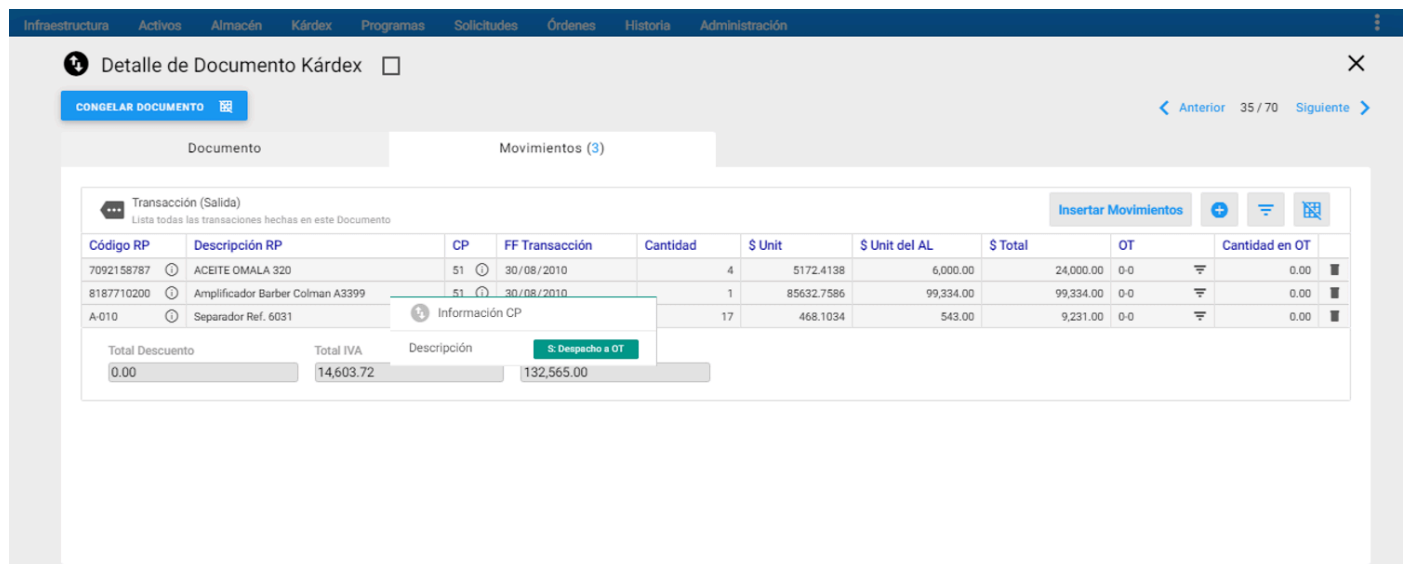 Infraestructura Activos Almacén Kárdex Programas Solicitudes Órdenes Historia Administración
Detalle de Documento Kárdex
CONGELAR DOCUMENTO
Anterior 35 / 70 Siguiente
Documento Movimientos (3)
Transacción (Salida)
Lista todas las transaciones hechas en este Documento
Insertar Movimientos
Código RP Descripción RP CP FF Transacción Cantidad $ Unit $ Unit del AL $ Total OT Cantidad en OT
7092158787 ACEITE OMALA 320 51 30/08/2010 4 5172.4138 6,000.00 24,000.00 0-0 0.00
8187710200 Amplificador Barber Colman A3399 51 30/08/2010 1 85632.7586 99,334.00 99,334.00 0-0 0.00
A-010 Separador Ref. 6031 17 468.1034 543.00 9,231.00 0-0 0.00
Información CP
Descripción S: Despacho a OT
Total Descuento Total IVA
0.00 14,603.72 132,565.00